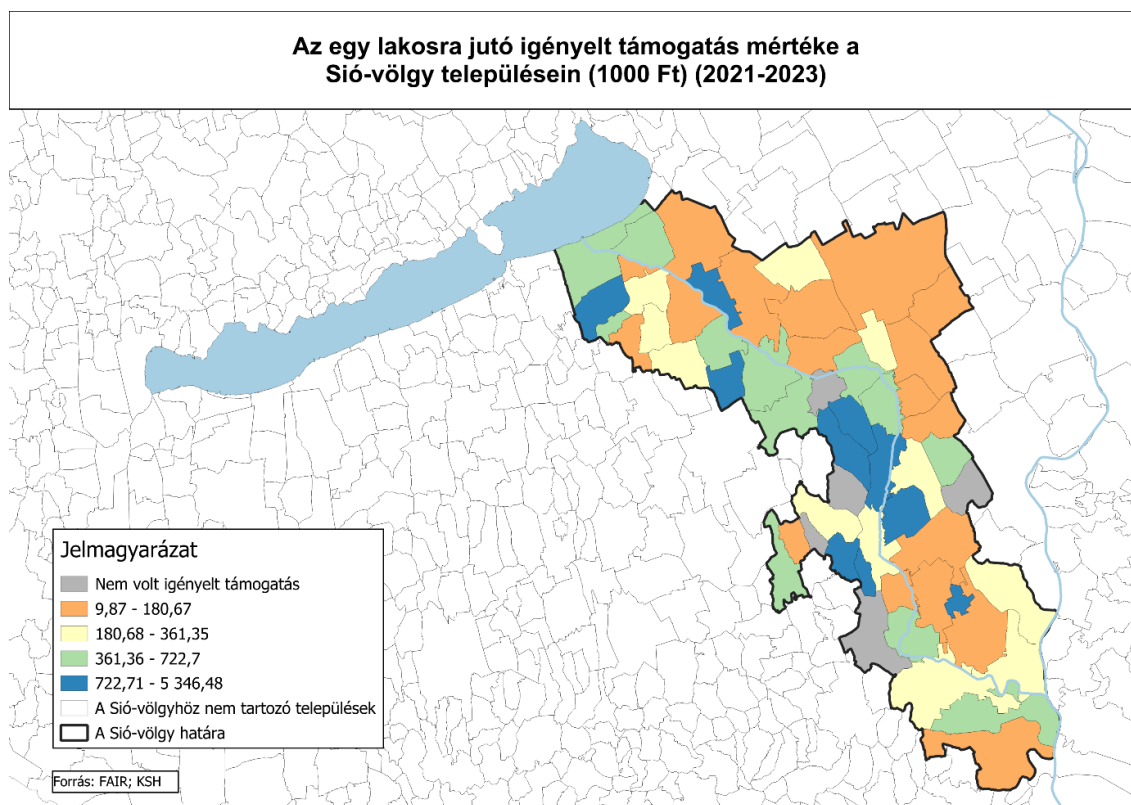 Az egy lakosra jutó igényelt támogatás mértéke a
Sió-völgy településein (1000 Ft) (2021-2023)
Jelmagyarázat
Nem volt igényelt támogatás
9,87 - 180,67
180,68 - 361,35
361,36 - 722,7
722,71 - 5 346,48
A Sió-völgyhöz nem tartozó települések
A Sió-völgy határa
Forrás: FAIR; KSH